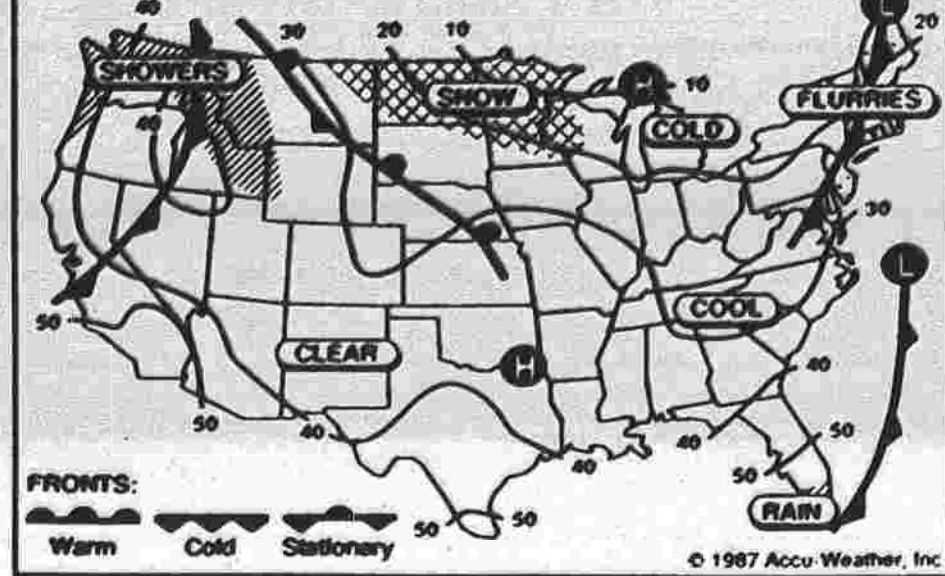 40
30
20
10
L
20
SHOWERS
SNOW
H
10
FLURRIES
40
COLD
30
L
50
COOL
CLEAR
H
40
50
40
40
40
50
50
50
50
RAIN
FRONTS:
Warm
Cold
Stationary
© 1987 Accu-Weather, Inc